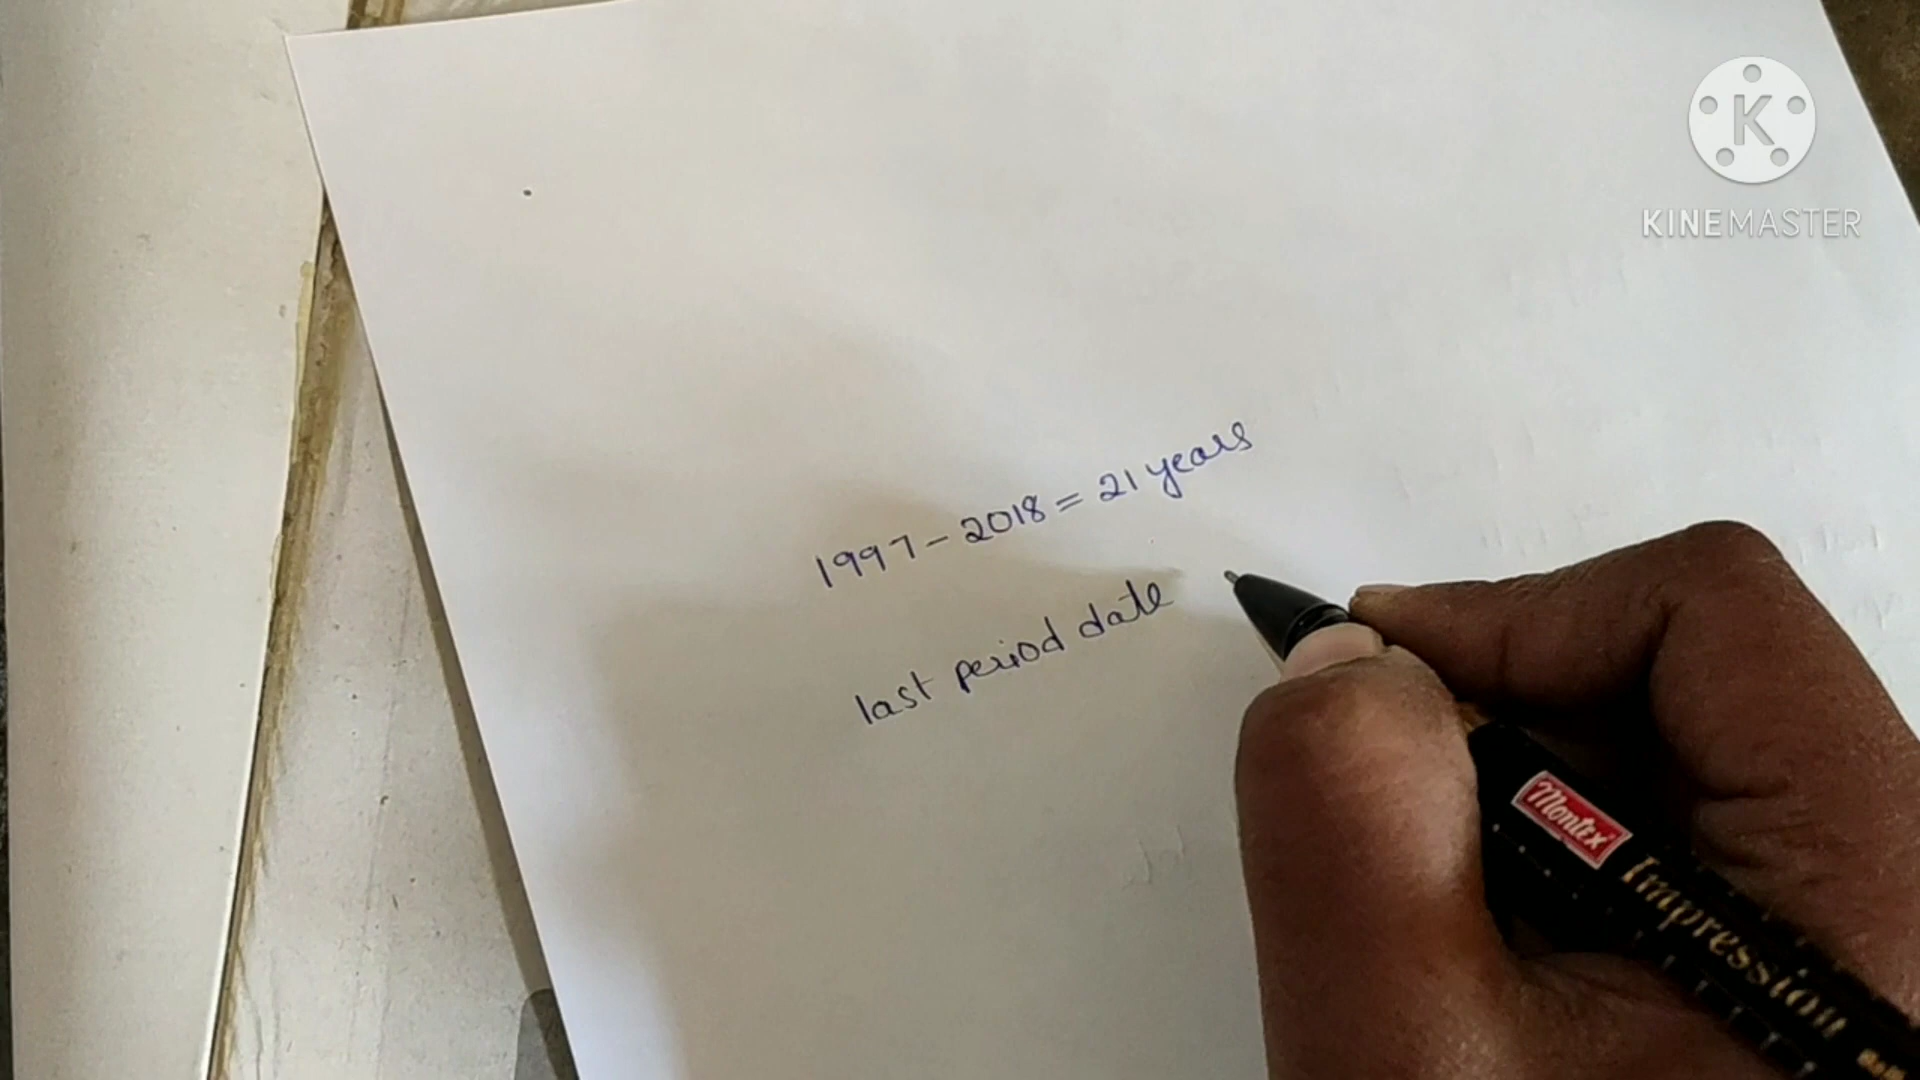 KINEMASTER
1997-2018=21 years
last period date
Montex
Impression